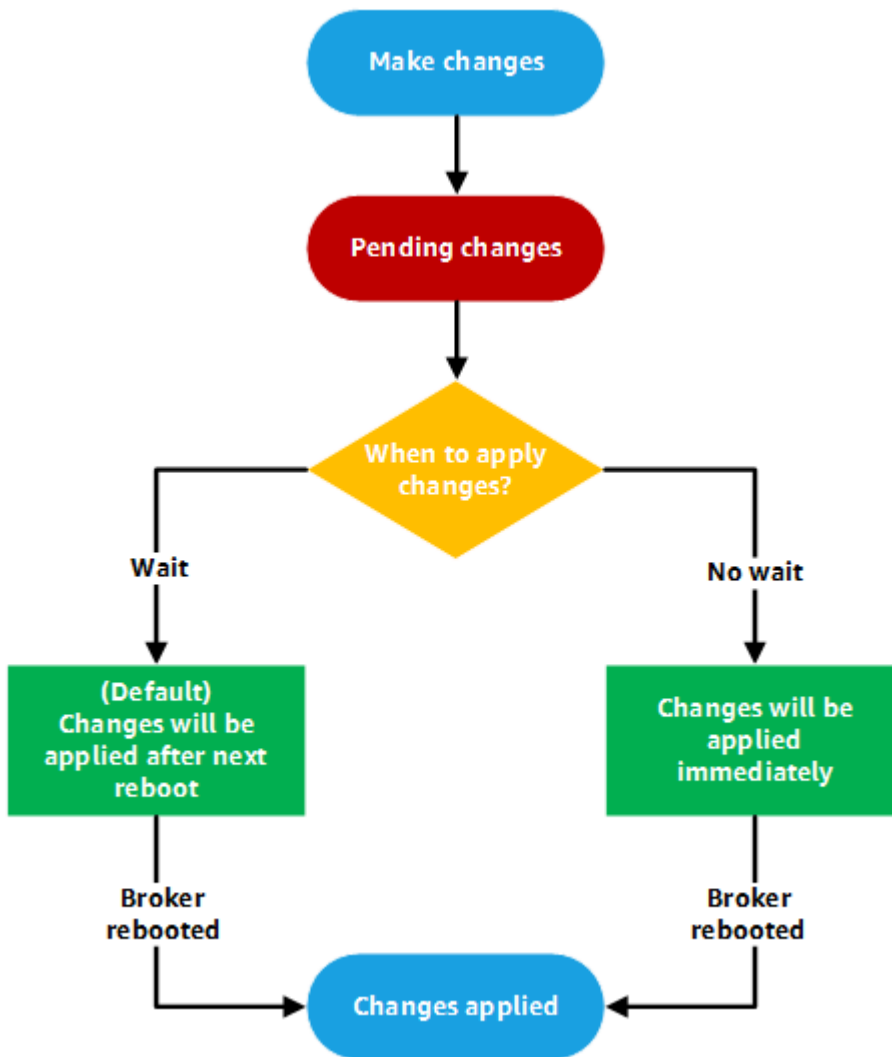 Make changes
Pending changes
When to apply
changes?
Wait
No wait
(Default)
Changes will be
applied after next
reboot
Changes will be
applied
immediately
Broker
rebooted
Broker
rebooted
Changes applied